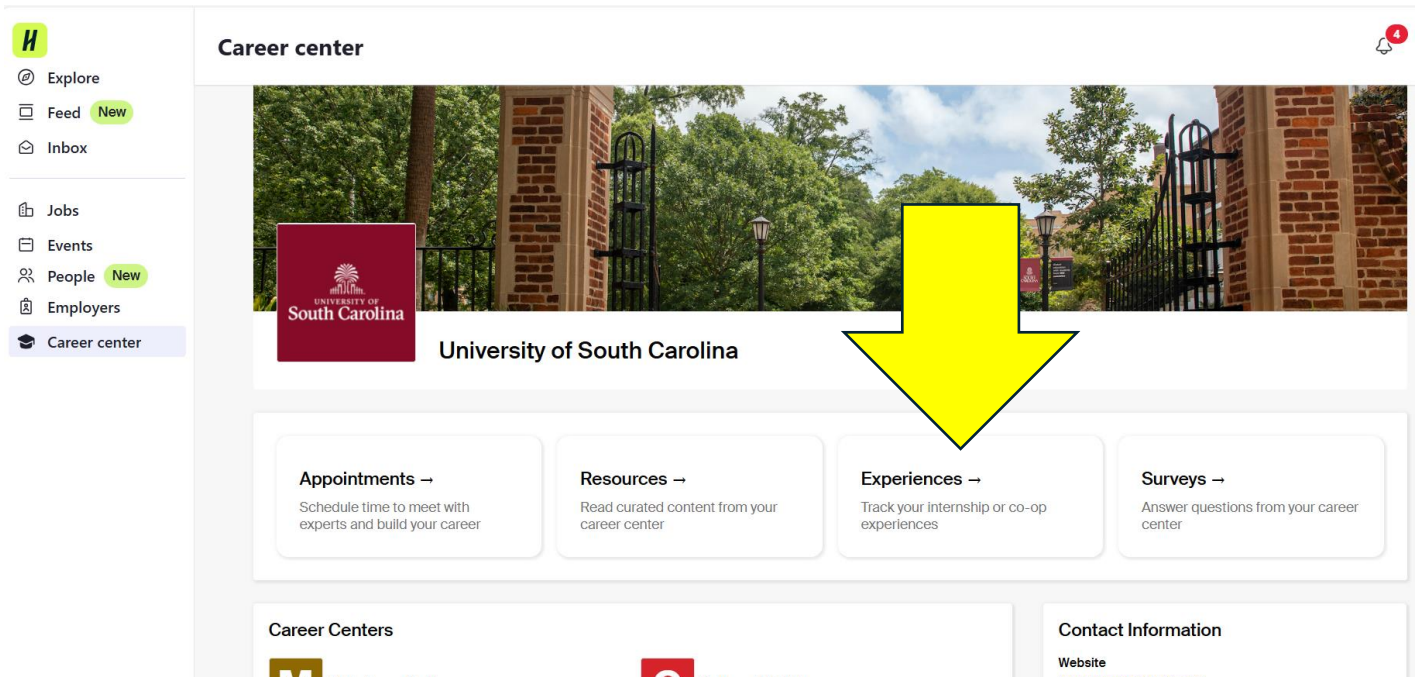 H
Career center
4
Explore
Feed New
Inbox
Jobs
Events
People New
Employers
Career center
UNIVERSITY OF
South Carolina
University of South Carolina
Appointments →
Schedule time to meet with
experts and build your career
Resources →
Read curated content from your
career center
Experiences →
Track your internship or co-op
experiences
Surveys →
Answer questions from your career
center
Career Centers
Contact Information
Website